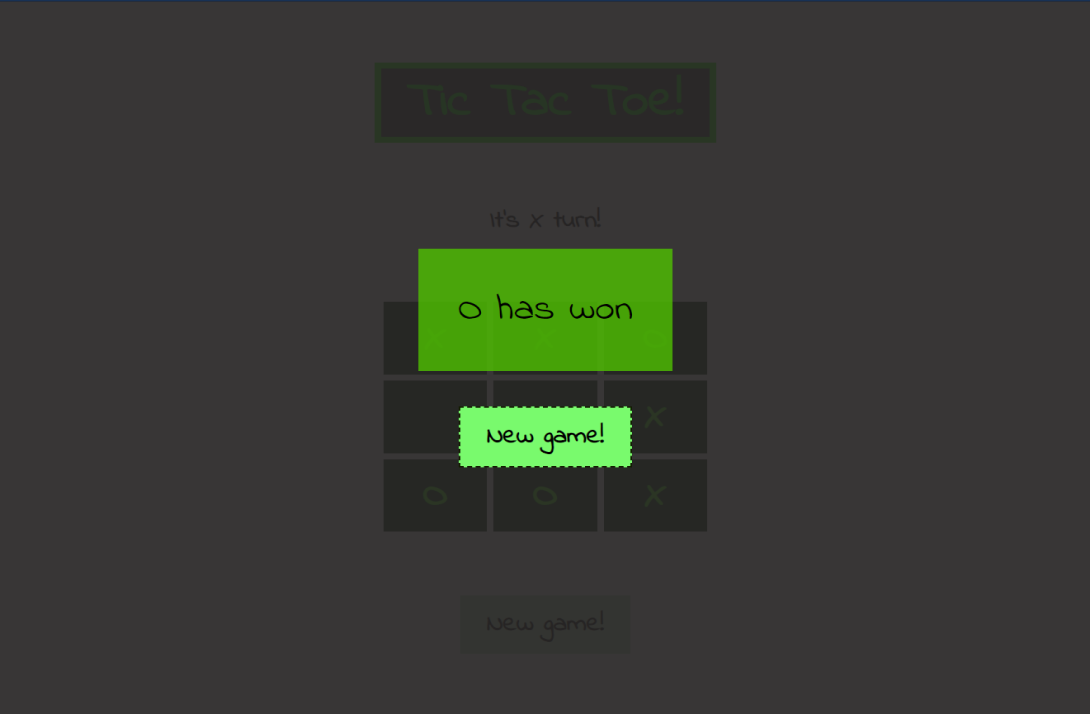 Tic Tac Toe!
It's X turn!
O has won
X X O
X
New game!
O O X
New game!